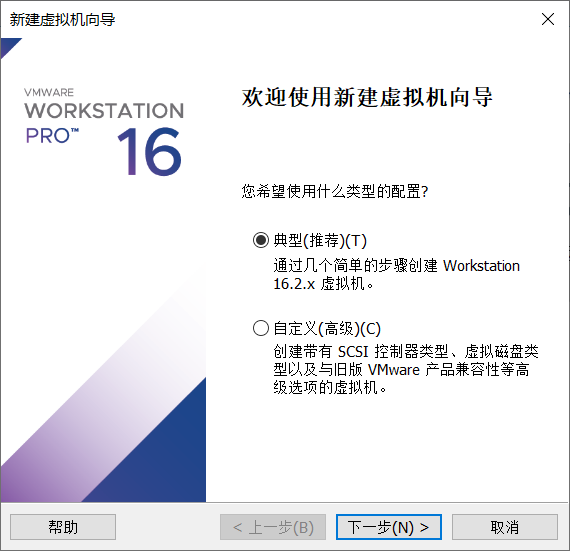 新建虚拟机向导
VMWARE
WORKSTATION
PRO™
16
欢迎使用新建虚拟机向导
您希望使用什么类型的配置?
典型(推荐)(T)
通过几个简单的步骤创建 Workstation
16.2.x 虚拟机。
自定义(高级)(C)
创建带有 SCSI 控制器类型、虚拟磁盘类
型以及与旧版 VMware 产品兼容性等高
级选项的虚拟机。
帮助
< 上一步(B)
下一步(N) >
取消